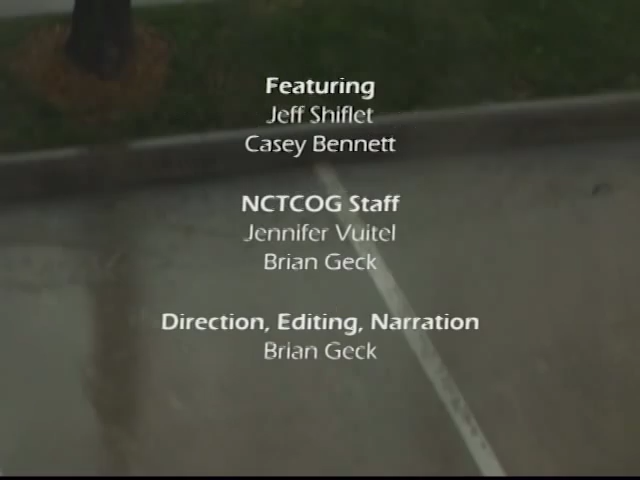 Featuring
Jeff Shiflet
Casey Bennett
NCTCOG Staff
Jennifer Vuitel
Brian Geck
Direction, Editing, Narration
Brian Geck